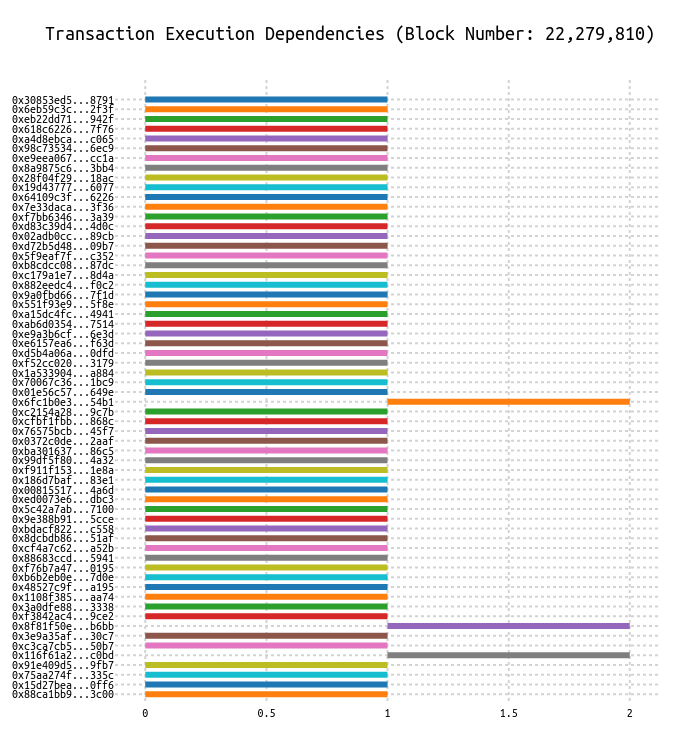 Transaction Execution Dependencies (Block Number: 22,279,810)
0x30853ed5...8791
0x6eb59c3c...2f3f
0xeb22dd71...942f
0x618c6226...7f76
0xa4d8ebca...c065
0x98c73534...6ec9
0xe9eea067...cc1a
0x8a9875c6...3bb4
0x28f04f29...18ac
0x19d43777...6077
0x64109c3f...6226
0x7e33daca...3f36
0xf7bb6346...3a39
0xd83c39d4...4d0c
0x02adb0cc...89cb
0xd72b5d48...09b7
0x5f9eaf7f...c352
0xb8cdcc08...87dc
0xc179a1e7...8d4a
0x882eedc4...f0c2
0x9a0fbd66...7f1d
0x551f93e9...5f8e
0xa15dc4fc...4941
0xab6d0354...7514
0xe9a3b6cf...6e3d
0xe6157ea6...f63d
0xd5b4a06a...0dfd
0xf52cc020...3179
0x1a533904...a884
0x70067c36...1bc9
0x01e56c57...649e
0x6fc1b0e3...54b1
0xc2154a28...9c7b
0xcfbf1fbb...868c
0x76575bcb...45f7
0x0372c0de...2aaf
0xba301637...86c5
0x99df5f80...4a32
0xf911f153...1e8a
0x186d7baf...83e1
0x00815517...4a6d
0xed0073e6...dbc3
0x5c42a7ab...7100
0x9e388b91...5cce
0xbdacf822...c558
0x8dcbdb86...51af
0xcf4a7c62...a52b
0x88683ccd...5941
0xf76b7a47...0195
0xb6b2eb0e...7d0e
0x48527c9f...a195
0x1108f385...aa74
0x3a0dfe88...3338
0xf3842ac4...9ce2
0x8f81f50e...b6bb
0x3e9a35af...30c7
0xc3ca7cb5...50b7
0x116f61a2...c0bd
0x91e409d5...9fb7
0x75aa274f...335c
0x15d27bea...0ff6
0x88ca1bb9...3c00
0 0.5 1 1.5 2